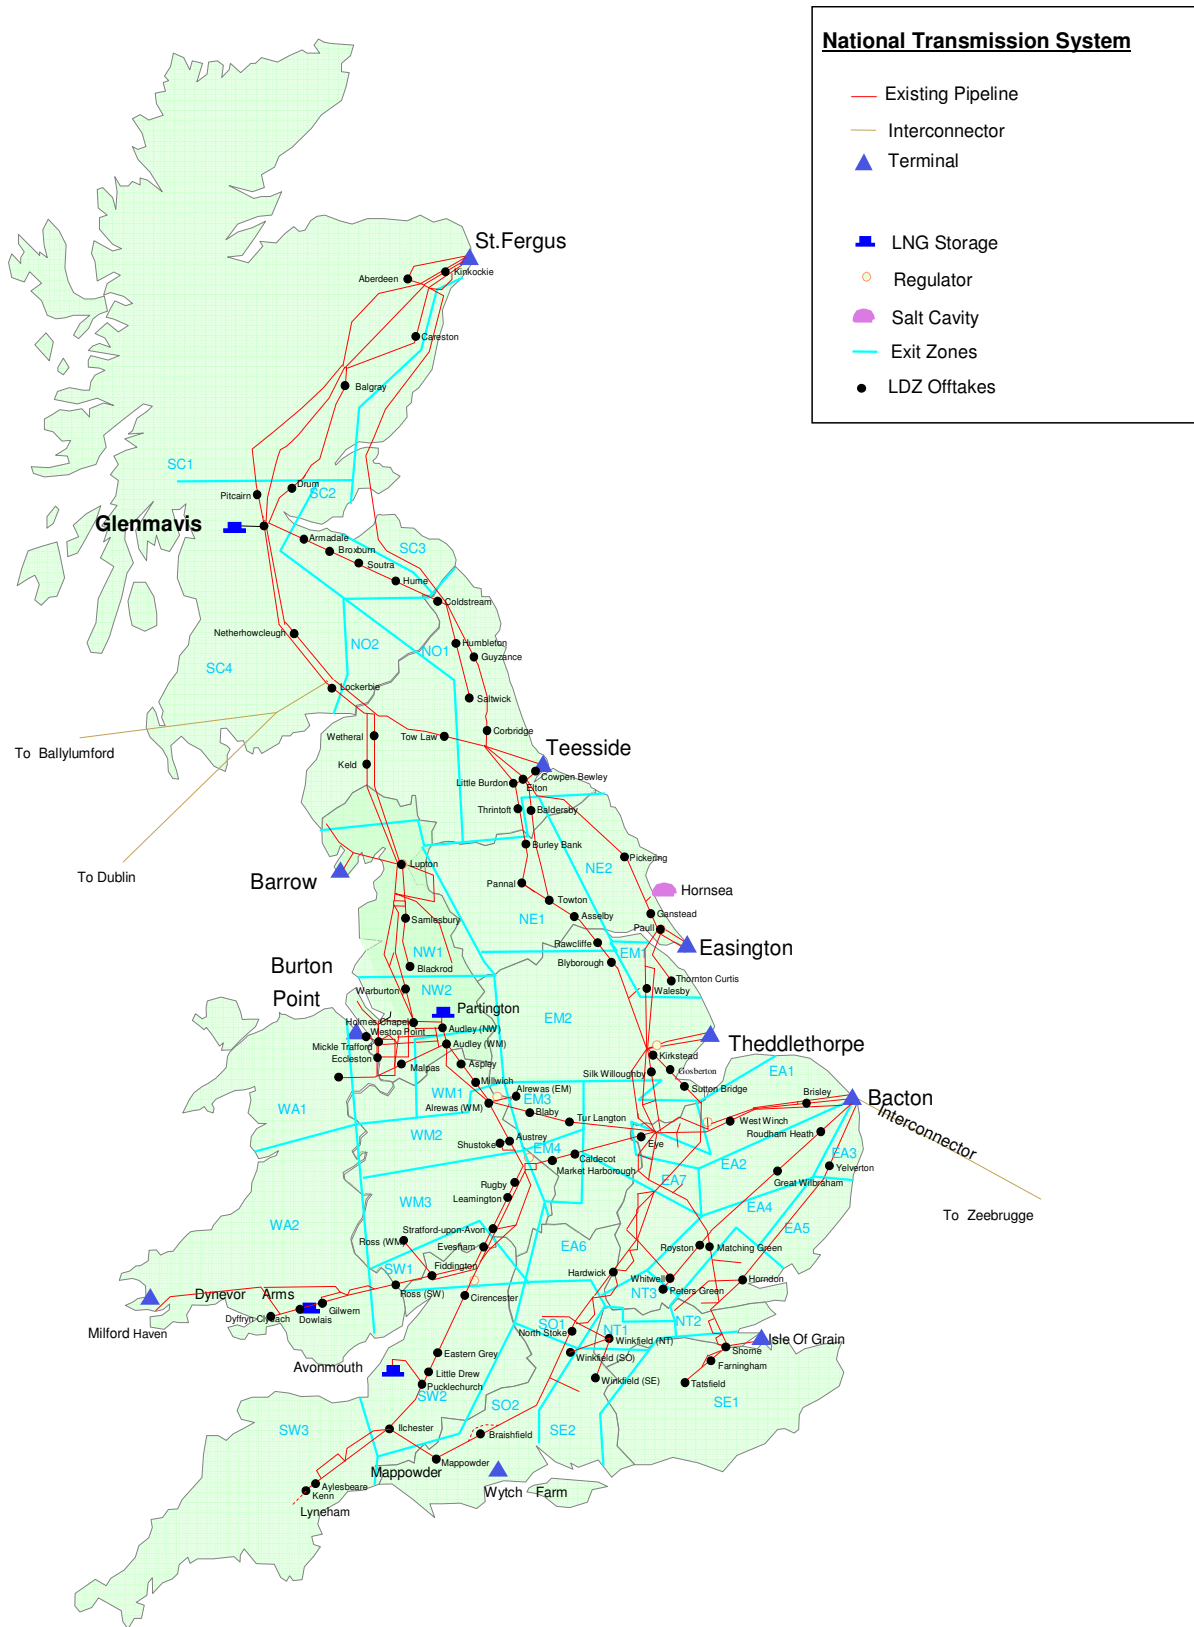 National Transmission System
Existing Pipeline
Interconnector
Terminal
LNG Storage
Regulator
Salt Cavity
Exit Zones
LDZ Offtakes
St.Fergus
Kinkockie
Aberdeen
Careston
Balgray
SC1
Drum
SC2
Pitcairn
Glenmavis
Armadale
Broxburn
SC3
Soutra
Hume
Coldstream
Netherhowcleugh
NO2
NO1
Humbleton
Guyzance
SC4
Lockerbie
Saltwick
To Ballylumford
Wetheral
Tow Law
Corbridge
Teesside
Keld
Cowpen Bewley
Little Burdon
Elton
Thrintoft
Baldersby
Burley Bank
To Dublin
Barrow
Lupton
Pickering
NE2
Pannal
Hornsea
Towton
Samlesbury
NE1
Asselby
Ganstead
Paull
Rawcliffe
Easington
NW1
EM1
Burton
Point
Blackrod
Blyborough
Thornton Curtis
Warburton
NW2
Walesby
Partington
EM2
Holmes Chapel
Weston Point
Audley (NW)
Mickle Trafford
Audley (WM)
Theddlethorpe
Eccleston
Malpas
Aspley
Kirkstead
Silk Willoughby
Gosberton
EA1
Millwich
Sutton Bridge
WM1
Alrewas (EM)
EM3
Alrewas (WM)
Brisley
Bacton
WA1
Blaby
Tur Langton
West Winch
Interconnector
WM2
Roudham Heath
Shustoke
Austrey
EM4
Eye
Caldecot
Market Harborough
EA2
EA3
Yelverton
EA7
Great Wilbraham
WM3
Rugby
Leamington
EA4
To Zeebrugge
WA2
Stratford-upon-Avon
EA5
Ross (WM)
Evesham
EA6
Royston
Matching Green
SW1
Fiddington
Hardwick
Whitwell
Horndon
Ross (SW)
Peters Green
NT3
Dynevor Arms
Cirencester
Gilwern
Dowlais
Dyffryn Clydach
Milford Haven
SO1
NT1
NT2
North Stoke
Winkfield (NT)
Isle Of Grain
Shorne
Eastern Grey
Winkfield (SO)
Farningham
Avonmouth
Little Drew
Winkfield (SE)
Tatsfield
Pucklechurch
SW2
SE1
SO2
SW3
Ilchester
SE2
Braishfield
Mappowder
Mappowder
Aylesbeare
Kenn
Wytch Farm
Lyneham